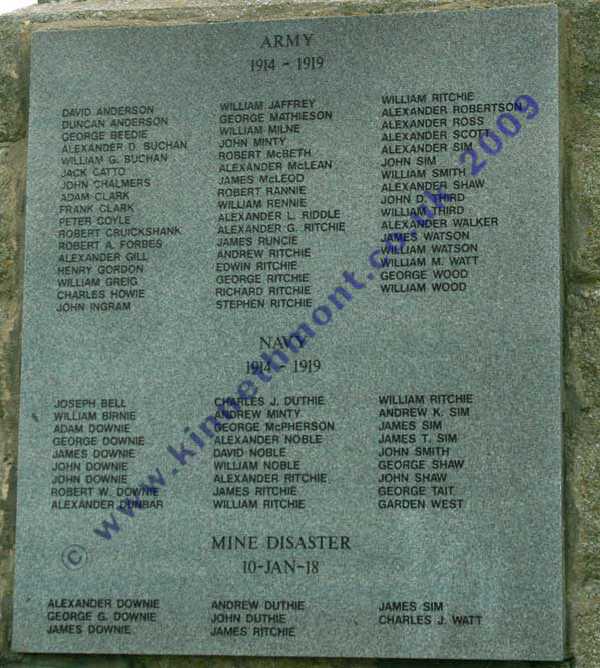 ARMY
1914 - 1919
DAVID ANDERSON
DUNCAN ANDERSON
GEORGE BEEDIE
ALEXANDER D. BUCHAN
WILLIAM G. BUCHAN
JACK CATTO
JOHN CHALMERS
ADAM CLARK
FRANK CLARK
PETER COYLE
ROBERT CRUICKSHANK
ROBERT A. FORBES
ALEXANDER GILL
HENRY GORDON
WILLIAM GREIG
CHARLES HOWIE
JOHN INGRAM
WILLIAM JAFFREY
GEORGE MATHIESON
WILLIAM MILNE
JOHN MINTY
ROBERT McBETH
ALEXANDER McLEAN
JAMES McLEOD
ROBERT RANNIE
WILLIAM RENNIE
ALEXANDER L. RIDDLE
ALEXANDER G. RITCHIE
JAMES RUNCIE
ANDREW RITCHIE
EDWIN RITCHIE
GEORGE RITCHIE
RICHARD RITCHIE
STEPHEN RITCHIE
WILLIAM RITCHIE
ALEXANDER ROBERTSON
ALEXANDER ROSS
ALEXANDER SCOTT
ALEXANDER SIM
JOHN SIM
WILLIAM SMITH
ALEXANDER SHAW
JOHN D. THIRD
WILLIAM THIRD
ALEXANDER WALKER
JAMES WATSON
WILLIAM WATSON
WILLIAM M. WATT
GEORGE WOOD
WILLIAM WOOD
NAVY
1914 - 1919
JOSEPH BELL
WILLIAM BIRNIE
ADAM DOWNIE
GEORGE DOWNIE
JAMES DOWNIE
JOHN DOWNIE
JOHN DOWNIE
ROBERT W. DOWNIE
ALEXANDER DUNBAR
CHARLES J. DUTHIE
ANDREW MINTY
GEORGE McPHERSON
ALEXANDER NOBLE
DAVID NOBLE
WILLIAM NOBLE
ALEXANDER RITCHIE
JAMES RITCHIE
WILLIAM RITCHIE
WILLIAM RITCHIE
ANDREW K. SIM
JAMES SIM
JAMES T. SIM
JOHN SMITH
GEORGE SHAW
JOHN SHAW
GEORGE TAIT
GARDEN WEST
MINE DISASTER
10-JAN-18
ALEXANDER DOWNIE
GEORGE G. DOWNIE
JAMES DOWNIE
ANDREW DUTHIE
JOHN DUTHIE
JAMES RITCHIE
JAMES SIM
CHARLES J. WATT
© www.kinnethmont.co.uk 2009